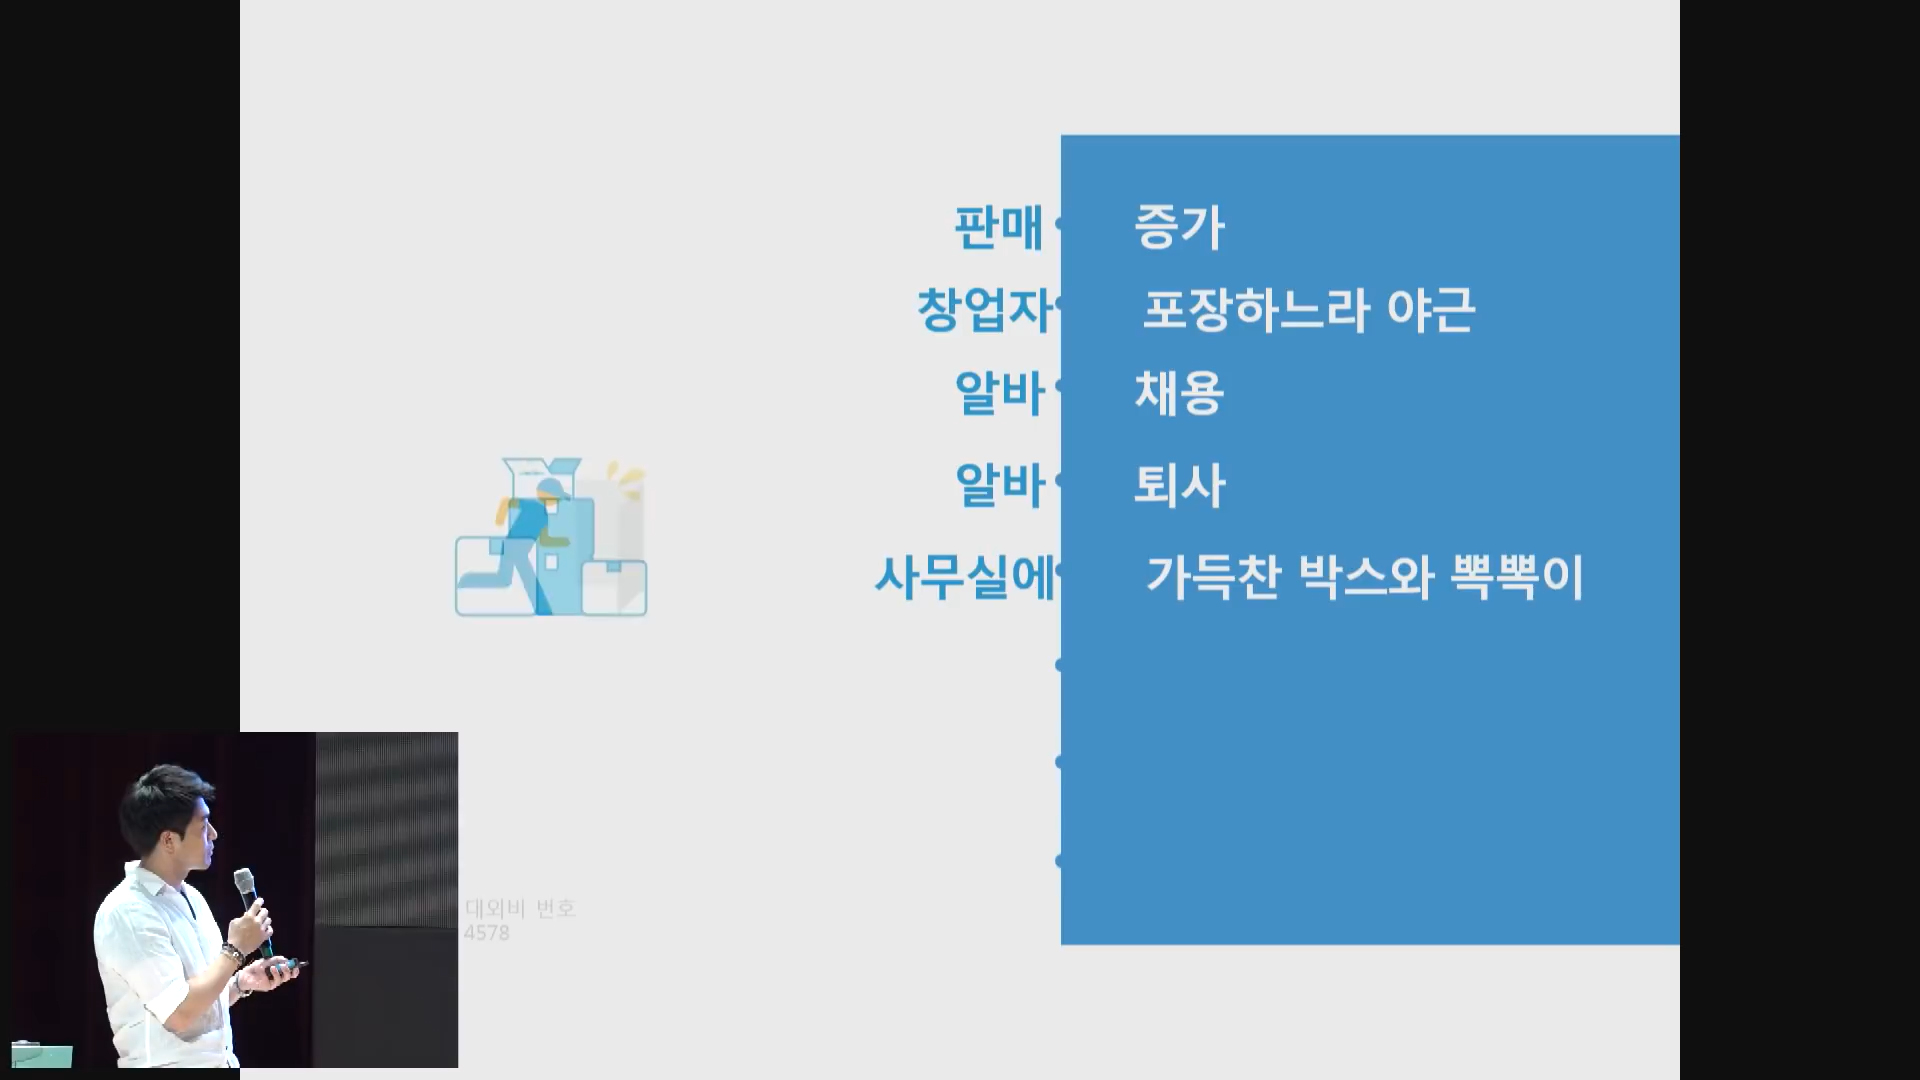 판매 증가
창업자 포장하느라 야근
알바 채용
알바 퇴사
사무실에 가득찬 박스와 뽁뽁이
대외비 번호
4578